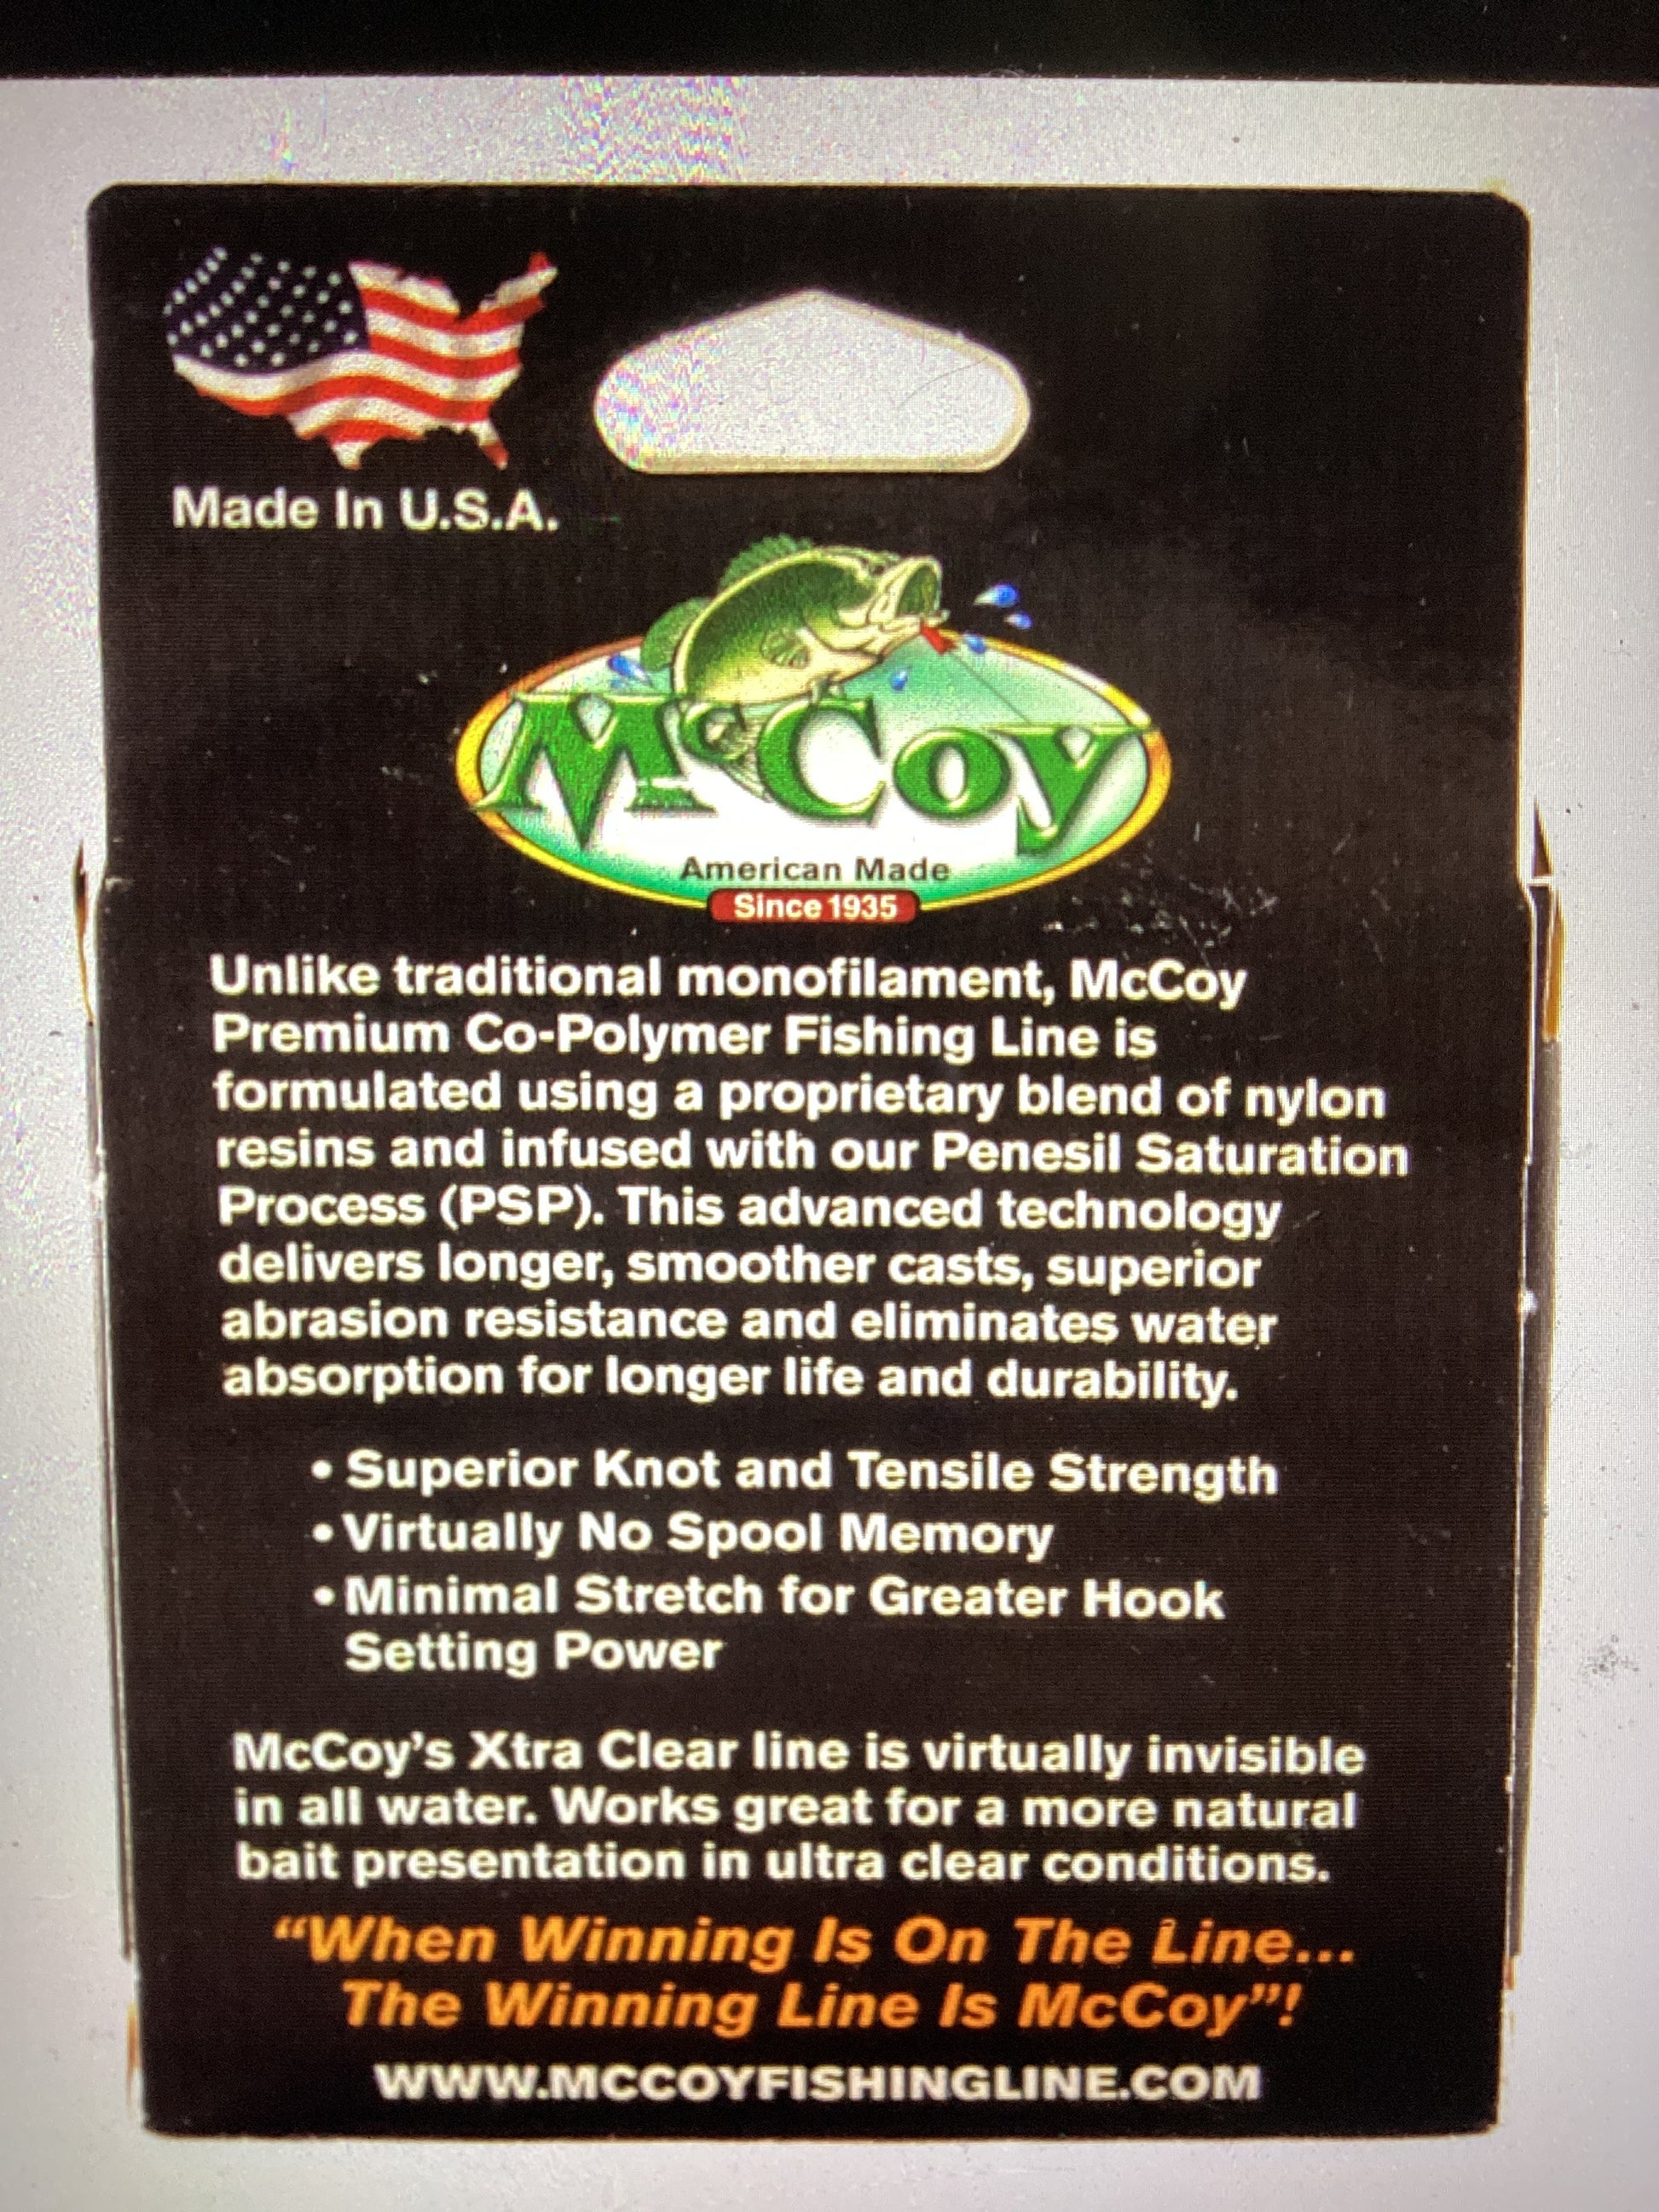 Made In U.S.A.
McCoy
American Made
Since 1935
Unlike traditional monofilament, McCoy
Premium Co-Polymer Fishing Line is
formulated using a proprietary blend of nylon
resins and infused with our Penesil Saturation
Process (PSP). This advanced technology
delivers longer, smoother casts, superior
abrasion resistance and eliminates water
absorption for longer life and durability.
• Superior Knot and Tensile Strength
• Virtually No Spool Memory
• Minimal Stretch for Greater Hook
Setting Power
McCoy’s Xtra Clear line is virtually invisible
in all water. Works great for a more natural
bait presentation in ultra clear conditions.
“When Winning Is On The Line...
The Winning Line Is McCoy”!
WWW.MCCOYFISHINGLINE.COM